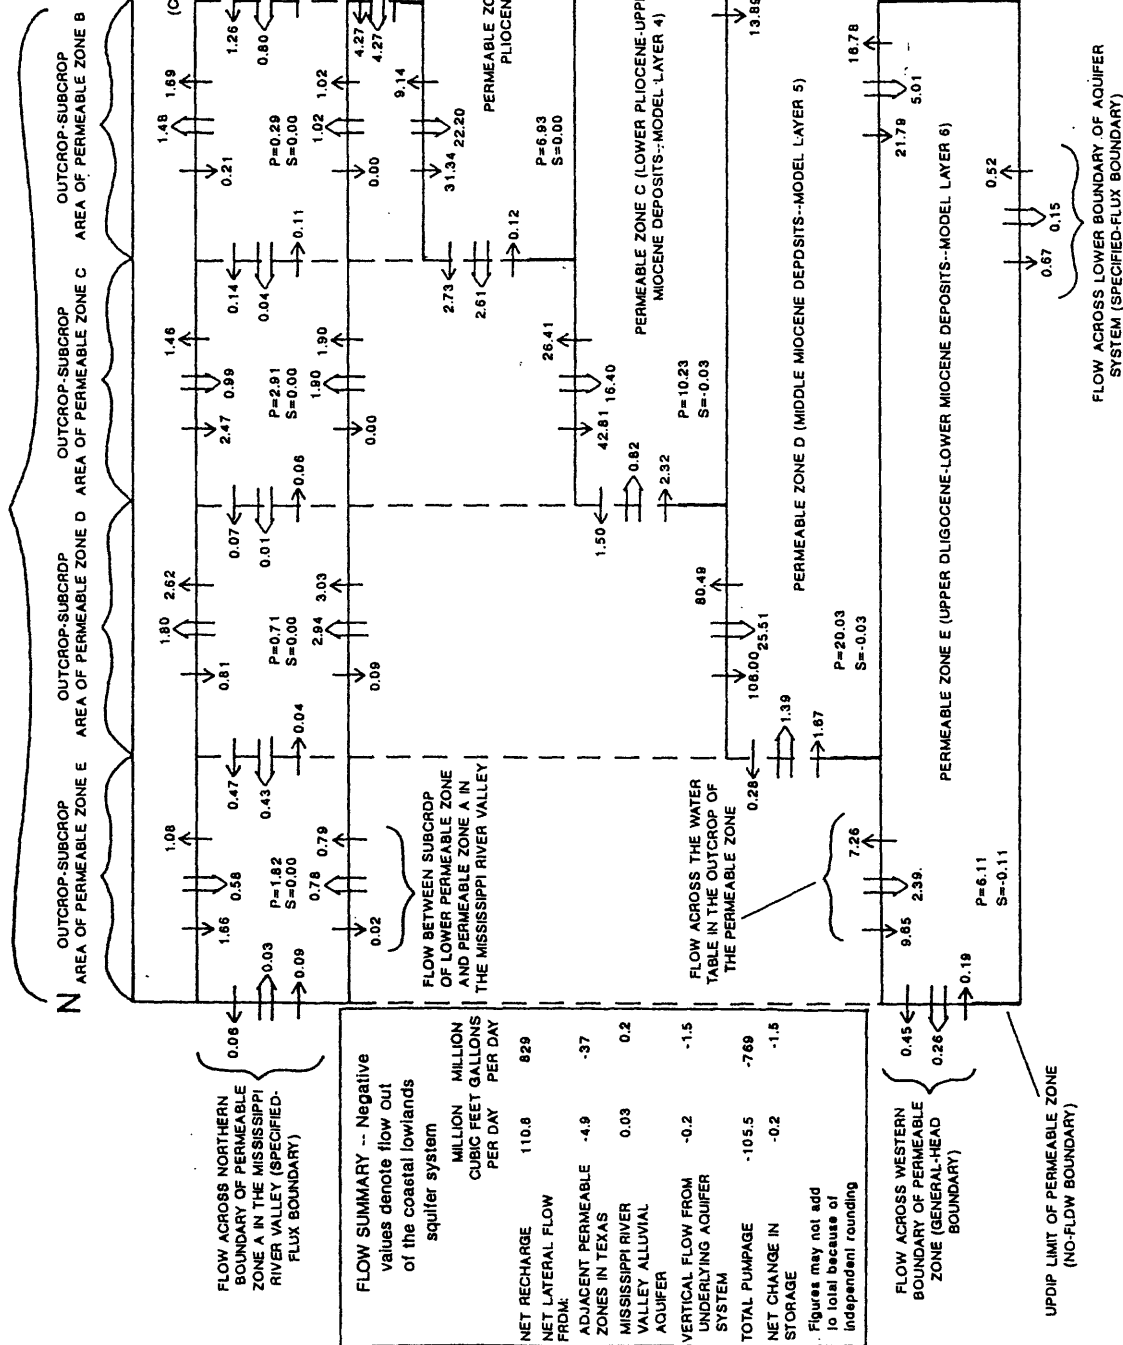 N
OUTCROP-SUBCROP
AREA OF PERMEABLE ZONE E
OUTCROP-SUBCRDP
AREA OF PERMEABLE ZONE D
OUTCROP-SUBCROP
AREA OF PERMEABLE ZONE C
OUTCROP-SUBCROP
AREA OF PERMEABLE ZONE B
(C
1.08
1.66
0.58
P=1.82
S=0.00
0.06
0.03
0.09
0.02
0.78
0.79
0.47
0.43
0.04
2.62
1.80
0.81
P=0.71
S=0.00
0.09
2.94
3.03
0.07
0.01
0.06
1.46
2.47
0.99
P=2.91
S=0.00
0.00
1.90
1.90
0.14
0.04
0.11
1.69
1.48
0.21
P=0.29
S=0.00
0.00
1.02
1.02
1.26
0.80
4.27
4.27
FLOW ACROSS NORTHERN
BOUNDARY OF PERMEABLE
ZONE A IN THE MISSISSIPPI
RIVER VALLEY (SPECIFIED-
FLUX BOUNDARY)
FLOW BETWEEN SUBCRDP
OF LOWER PERMEABLE ZONE
AND PERMEABLE ZONE A IN
THE MISSISSIPPI RIVER VALLEY
31.34
22.20
9.14
2.73
2.61
0.12
PERMEABLE ZO
PLIOCEN
P=6.93
S=0.00
42.81
16.40
26.41
1.50
0.82
2.32
PERMEABLE ZONE C (LOWER PLIOCENE-UPP
MIOCENE DEPOSITS--MODEL LAYER 4)
P=10.23
S=-0.03
13.89
106.00
25.51
80.49
0.28
1.39
1.67
PERMEABLE ZONE D (MIDDLE MIOCENE DEPDSITS--MODEL LAYER 5)
P=20.03
S=-0.03
FLOW ACROSS THE WATER
TABLE IN THE OUTCROP OF
THE PERMEABLE ZONE
9.65
2.39.
7.26
21.79
5.01
16.78
0.45
0.26
0.19
PERMEABLE ZONE E (UPPER OLIGOCENE-LOWER MIOCENE DEPOSITS--MODEL LAYER 6)
P=6.11
S=-0.11
0.67
0.15
0.52
FLOW ACROSS LOWER BOUNDARY OF AQUIFER
SYSTEM (SPECIFIED-FLUX BOUNDARY)
FLOW SUMMARY -- Negative
values denote flow out
of the coastal lowlands
squifer system
MILLION MILLION
CUBIC FEET GALLONS
PER DAY PER DAY
NET RECHARGE 110.8 829
NET LATERAL FLOW
FRDM:
ADJACENT PERMEABLE -4.9 -37
ZONES IN TEXAS
MISSISSIPPI RIVER 0.03 0.2
VALLEY ALLUVIAL
AQUIFER
VERTICAL FLOW FROM -0.2 -1.5
UNDERLYING AQUIFER
SYSTEM
TOTAL PUMPAGE -105.5 -769
NET CHANGE IN -0.2 -1.5
STORAGE
Figures may not add
to total because of
independent rounding
FLOW ACROSS WESTERN
BOUNDARY OF PERMEABLE
ZONE (GENERAL-HEAD
BOUNDARY)
UPDIP LIMIT OF PERMEABLE ZONE
(NO-FLOW BOUNDARY)